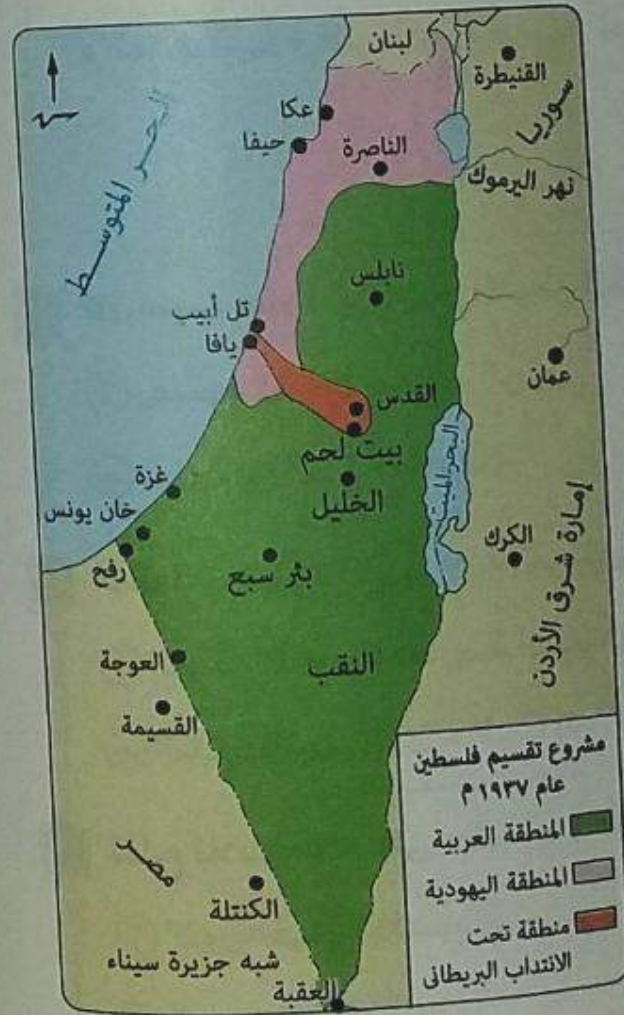 لبنان
القنيطرة
سوريا
عكا
حيفا
الناصرة
نهر اليرموك
البحر المتوسط
نابلس
تل أبيب
يافا
عمان
القدس
بيت لحم
البحر الميت
غزة
الخليل
خان يونس
رفح
بئر سبع
الكرك
إمارة شرق الأردن
العوجة
النقب
القسيمة
مصر
الكنتلة
شبه جزيرة سيناء
العقبة
مشروع تقسيم فلسطين
عام ١٩٣٧ م
المنطقة العربية
المنطقة اليهودية
منطقة تحت
الانتداب البريطانى